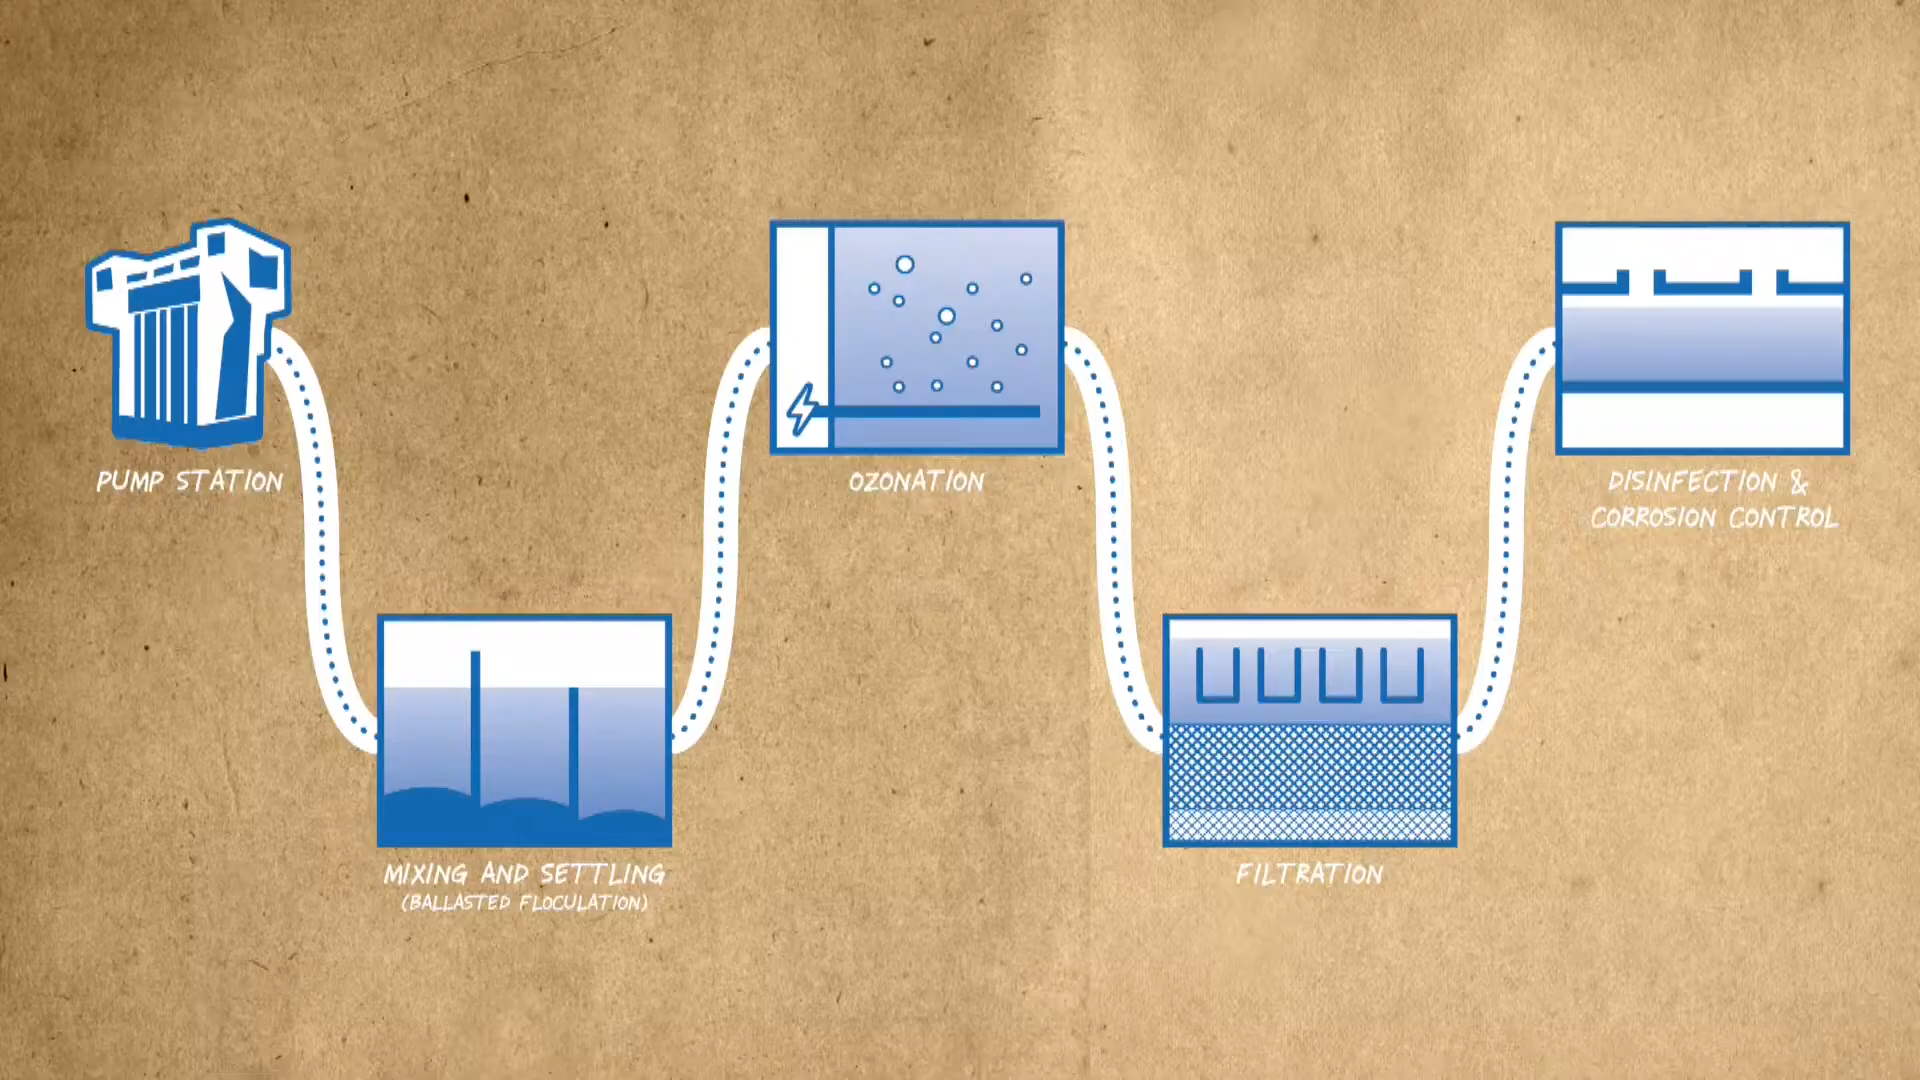 PUMP STATION
MIXING AND SETTLING
(BALLASTED FLOCULATION)
OZONATION
FILTRATION
DISINFECTION &
CORROSION CONTROL